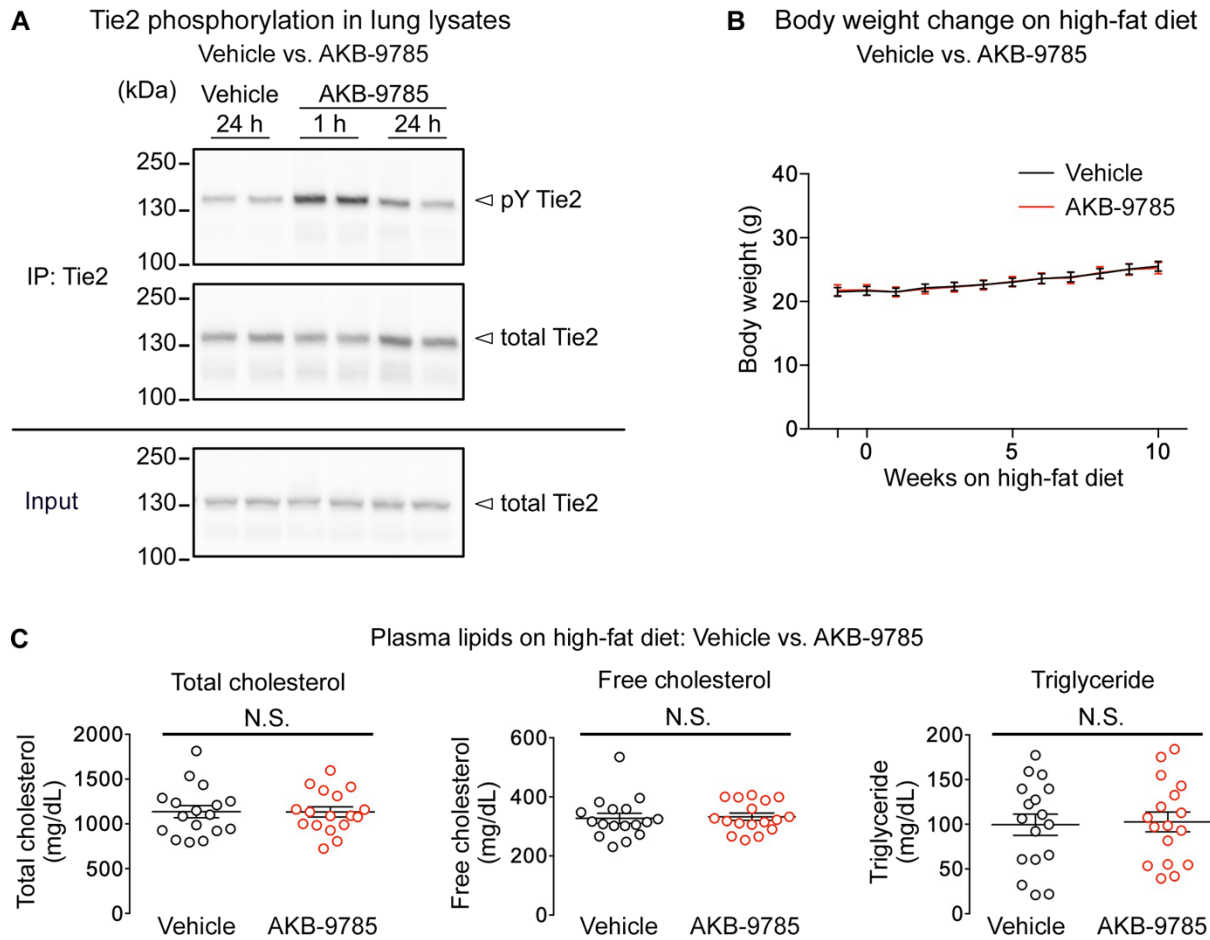 A Tie2 phosphorylation in lung lysates
Vehicle vs. AKB-9785
(kDa) Vehicle AKB-9785
24 h 1 h 24 h
250
130
100
◁ pY Tie2
IP: Tie2
250
130
100
◁ total Tie2
Input
250
130
100
◁ total Tie2
B Body weight change on high-fat diet
Vehicle vs. AKB-9785
Vehicle
AKB-9785
Body weight (g)
40
30
20
10
0
0 5 10
Weeks on high-fat diet
C Plasma lipids on high-fat diet: Vehicle vs. AKB-9785
Total cholesterol
N.S.
Total cholesterol
(mg/dL)
2000
1500
1000
500
0
Vehicle AKB-9785
Free cholesterol
N.S.
Free cholesterol
(mg/dL)
600
400
200
0
Vehicle AKB-9785
Triglyceride
N.S.
Triglyceride
(mg/dL)
200
150
100
50
0
Vehicle AKB-9785